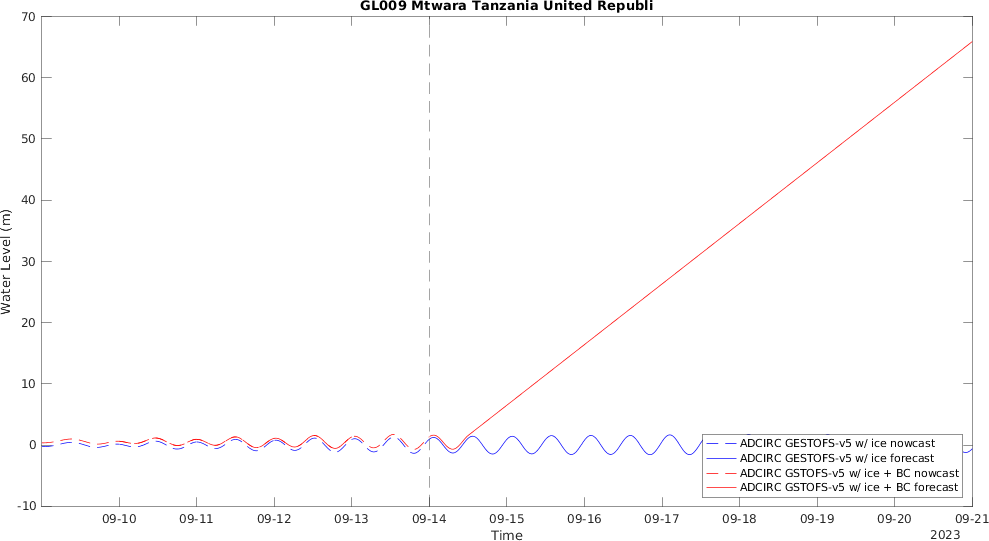 GL009 Mtwara Tanzania United Republi
70
60
50
40
30
20
10
0
-10
Water Level (m)
ADCIRC GESTOFS-v5 w/ ice nowcast
ADCIRC GESTOFS-v5 w/ ice forecast
ADCIRC GSTOFS-v5 w/ ice + BC nowcast
ADCIRC GSTOFS-v5 w/ ice + BC forecast
09-10 09-11 09-12 09-13 09-14 09-15 09-16 09-17 09-18 09-19 09-20 09-21
Time
2023